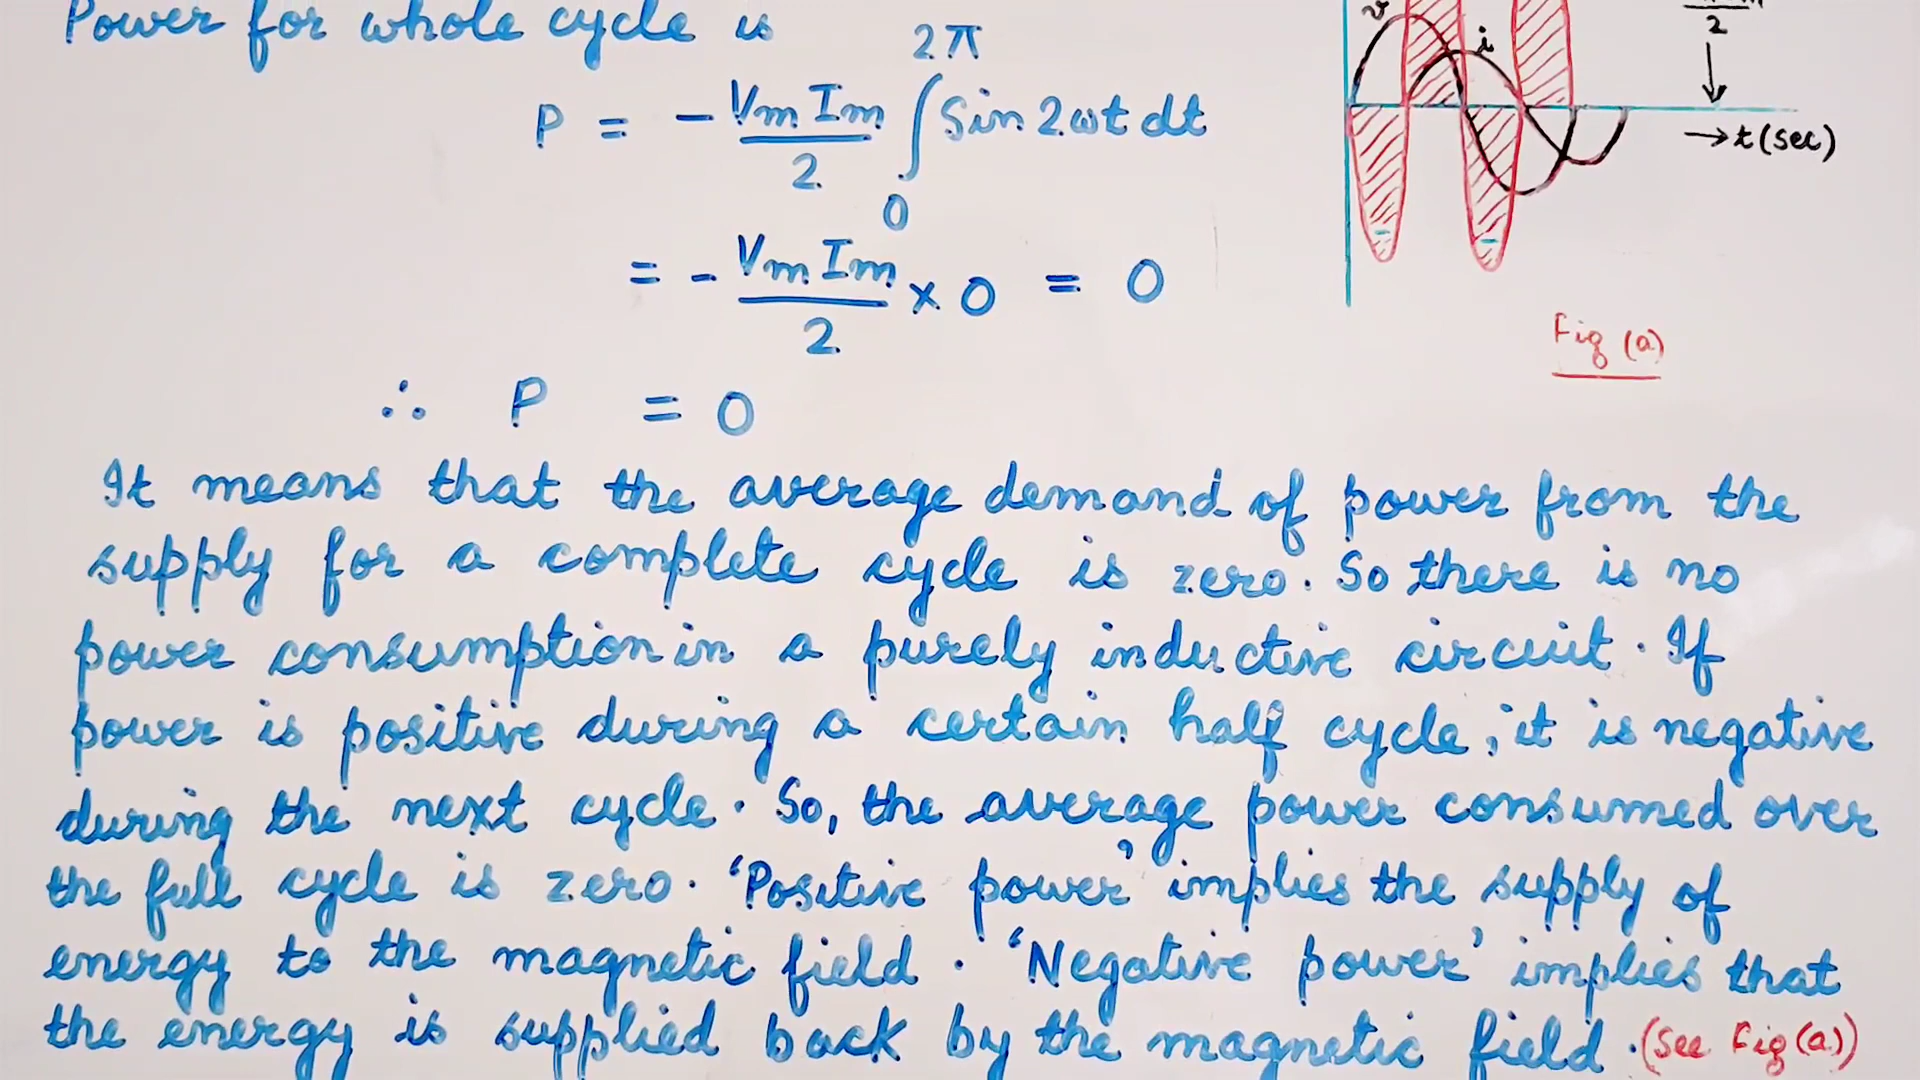 Power for whole cycle is
P = - VmIm/2 ∫₀^2π Sin 2ωt dt
= - VmIm/2 × 0 = 0
∴ P = 0
v
i
2
→ t (sec)
Fig (a)
It means that the average demand of power from the
supply for a complete cycle is zero. So there is no
power consumption in a purely inductive circuit. If
power is positive during a certain half cycle, it is negative
during the next cycle. So, the average power consumed over
the full cycle is zero. 'Positive power' implies the supply of
energy to the magnetic field. 'Negative power' implies that
the energy is supplied back by the magnetic field. (See Fig (a))